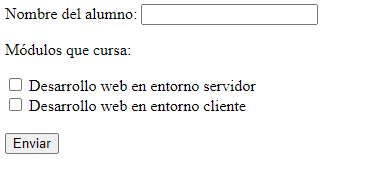 Nombre del alumno:
Módulos que cursa:
Desarrollo web en entorno servidor
Desarrollo web en entorno cliente
Enviar